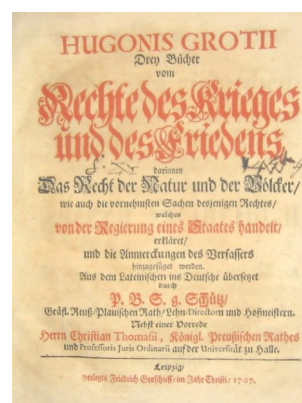 HUGONIS GROTII
Drey Bücher
vom
Rechte des Krieges
und des Friedens
darinnen
Das Recht der Natur und der Völcker/
wie auch die vornehmsten Sachen desjenigen Rechtes/
welches
von der Regierung eines Staates handelt/
erkläret/
und die Anmerckungen des Verfassers
hinzugefüget werden.
Aus dem Lateinischen ins Deutsche übersetzet
durch
P. B. S. g. Schütz/
Gräfl. Reuß-Plauischen Rath/Lehn-Directorn und Hofmeistern.
Nebst einer Vorrede
Herrn Christian Thomasii, Königl. Preußischen Rathes
und Professoris Juris Ordinarii auf der Universität zu Halle.
Leipzig/
verlegts Friedrich Groschuff/im Jahr Christi/1707.